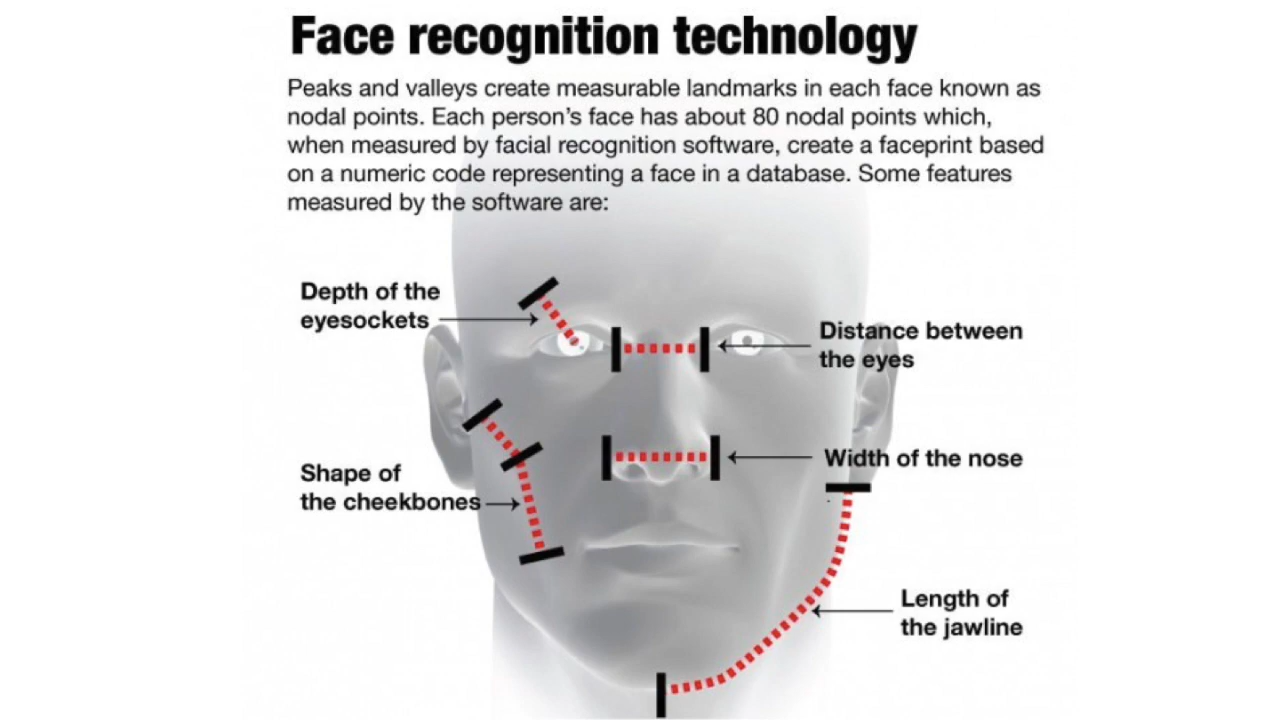 Face recognition technology
Peaks and valleys create measurable landmarks in each face known as
nodal points. Each person's face has about 80 nodal points which,
when measured by facial recognition software, create a faceprint based
on a numeric code representing a face in a database. Some features
measured by the software are:
Depth of the
eyesockets
Distance between
the eyes
Shape of
the cheekbones
Width of the nose
Length of
the jawline